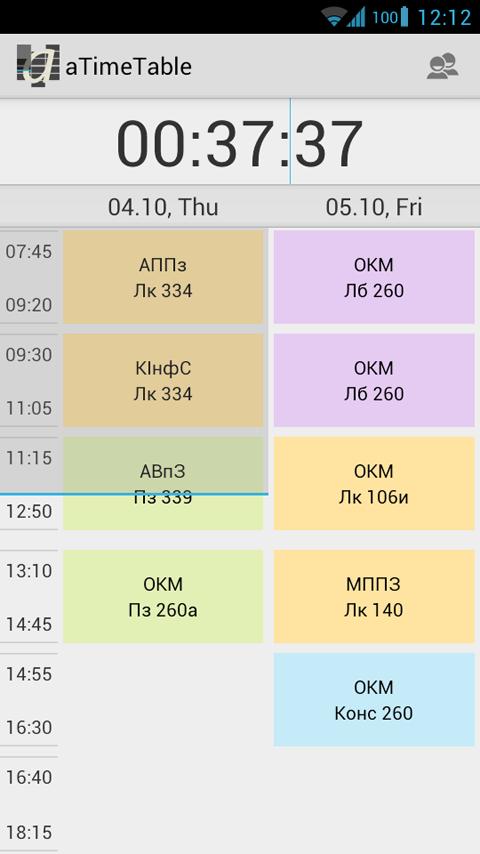 100 12:12
aTimeTable
00:37:37
04.10, Thu
05.10, Fri
07:45
АППз
Лк 334
ОКМ
Лб 260
09:20
09:30
КІнфС
Лк 334
ОКМ
Лб 260
11:05
11:15
АВпЗ
Пз 339
ОКМ
Лк 106и
12:50
13:10
ОКМ
Пз 260а
МППЗ
Лк 140
14:45
14:55
ОКМ
Конс 260
16:30
16:40
18:15